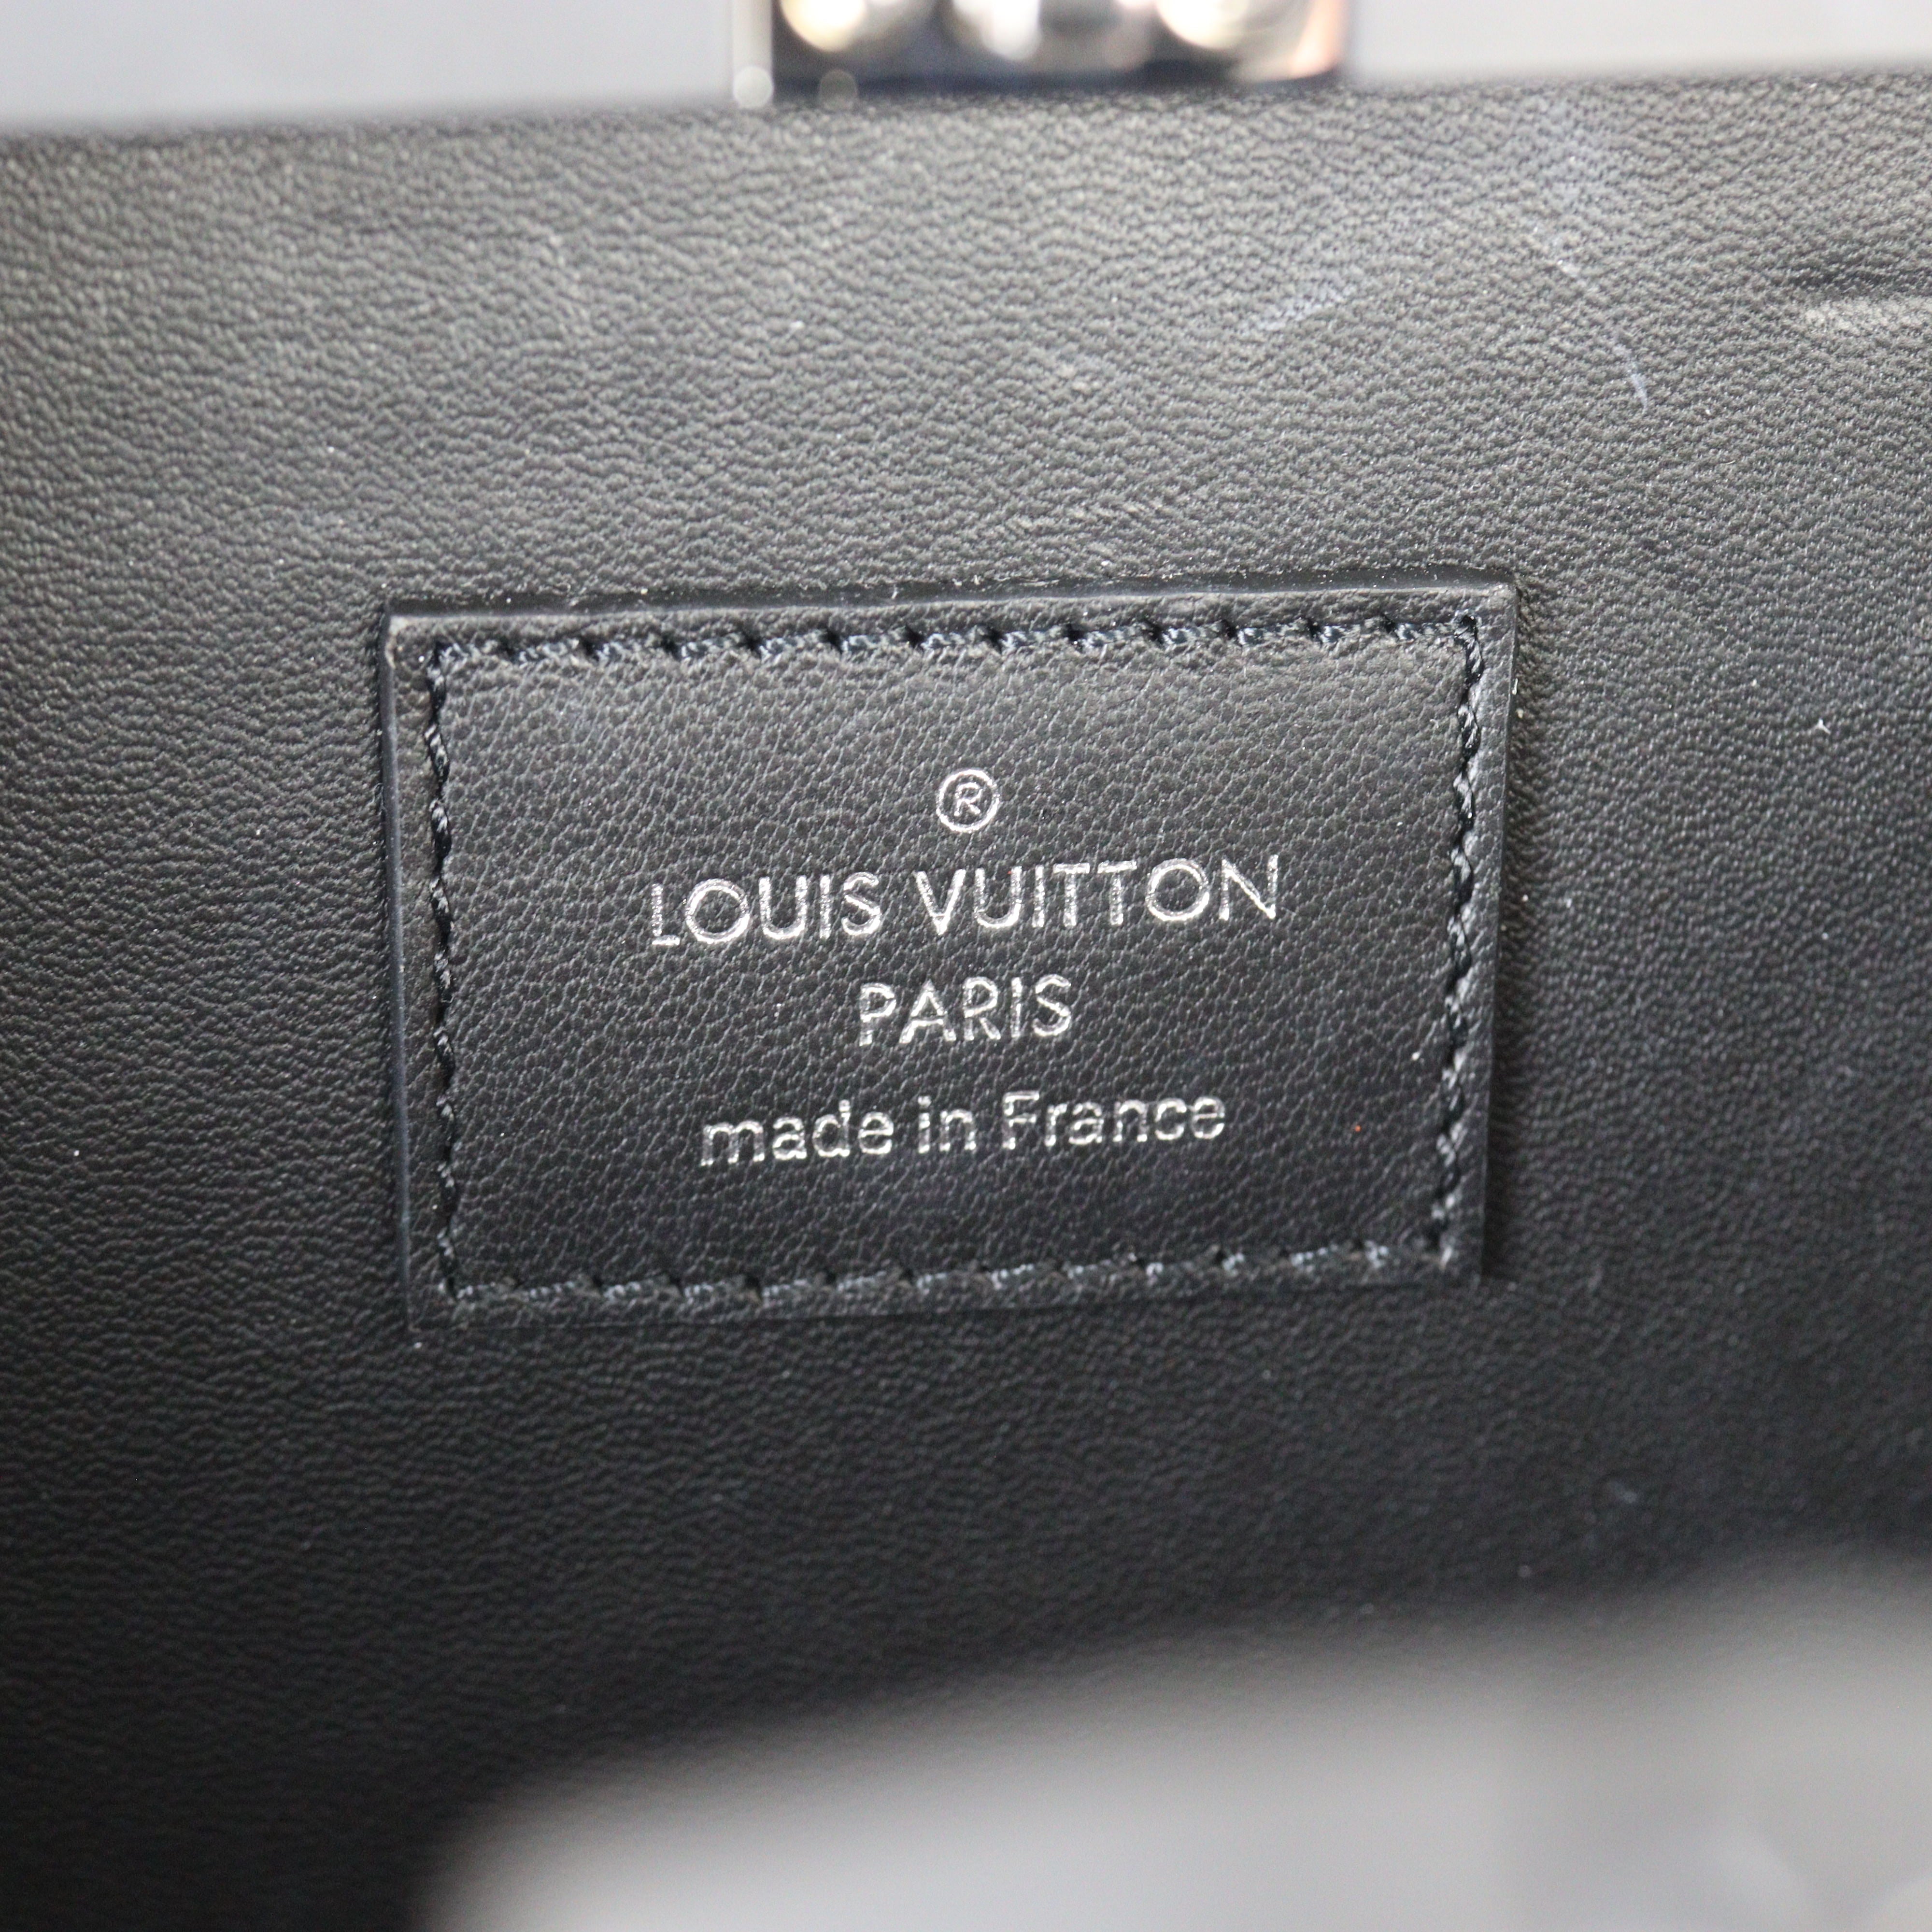 ®
LOUIS VUITTON
PARIS
made in France